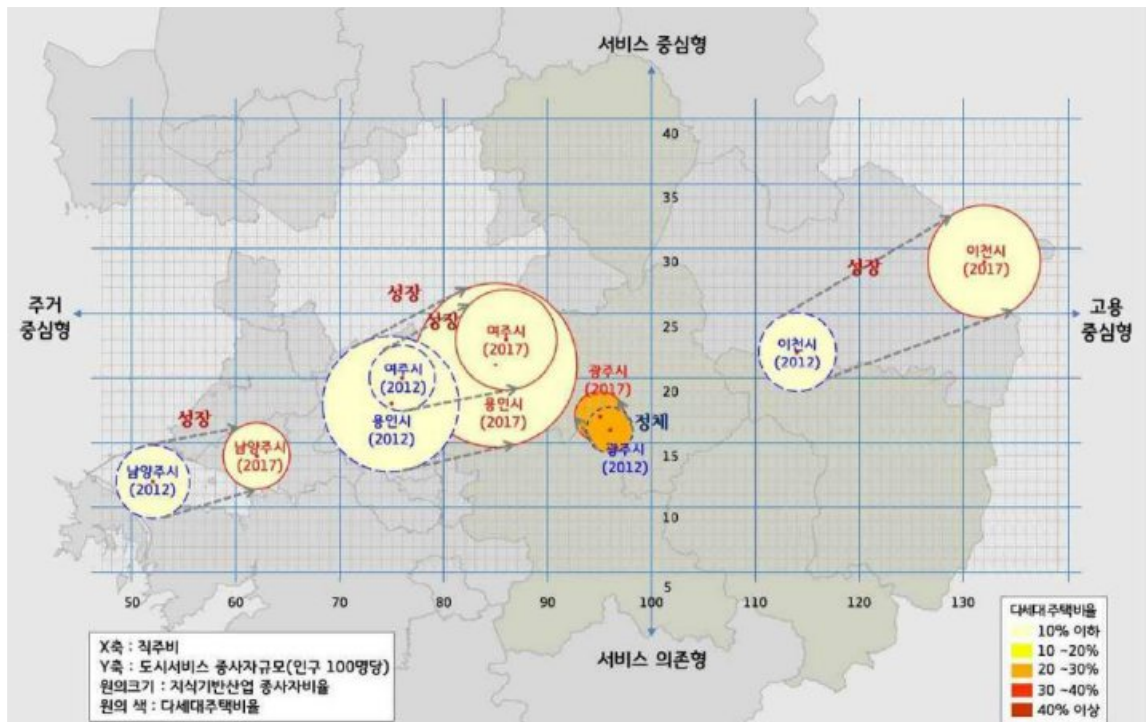 서비스 중심형
40
35
30
25
20
15
10
5
주거
중심형
고용
중심형
이천시
(2017)
성장
이천시
(2012)
성장
성장
여주시
(2017)
여주시
(2012)
용인시
(2017)
용인시
(2012)
광주시
(2017)
정체
광주시
(2012)
성장
남양주시
(2017)
남양주시
(2012)
50 60 70 80 90 100 110 120 130
서비스 의존형
X축 : 직주비
Y축 : 도시서비스 종사자규모(인구 100명당)
원의크기 : 지식기반산업 종사자비율
원의 색 : 다세대주택비율
다세대 주택비율
10% 이하
10 ~20%
20 ~30%
30 ~40%
40% 이상